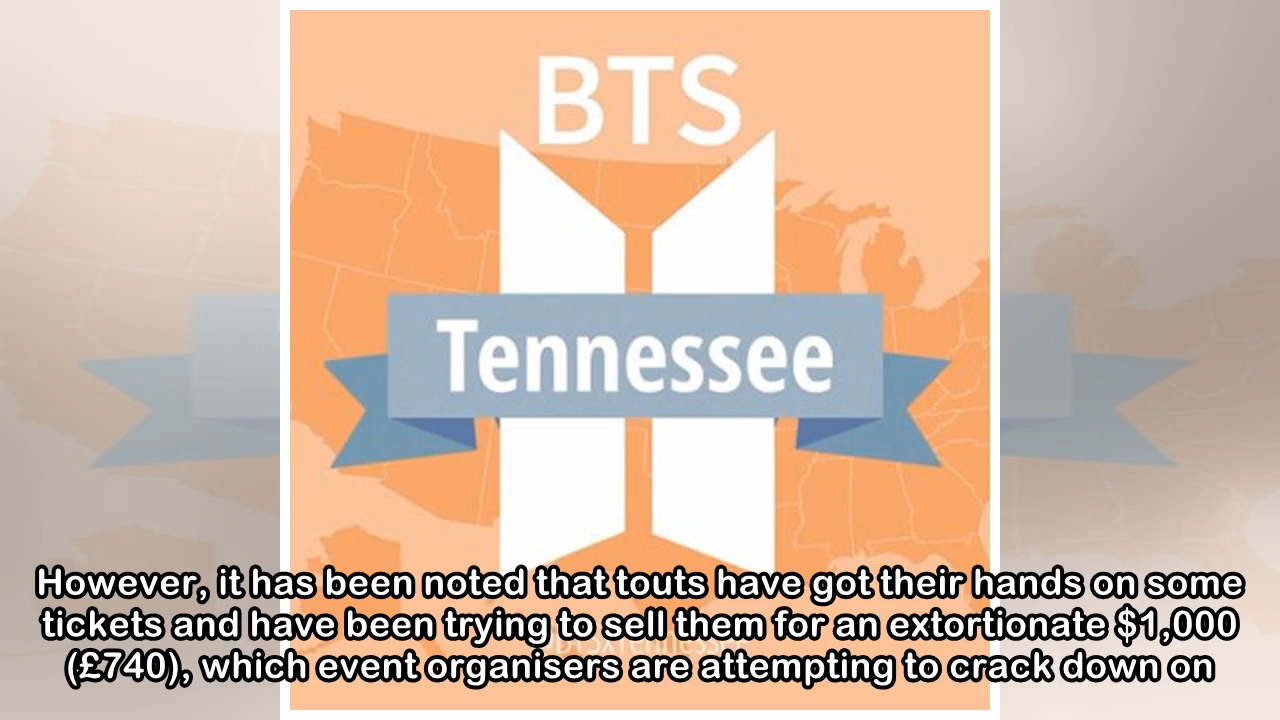 BTS
Tennessee
However, it has been noted that touts have got their hands on some
tickets and have been trying to sell them for an extortionate $1,000
(£740), which event organisers are attempting to crack down on